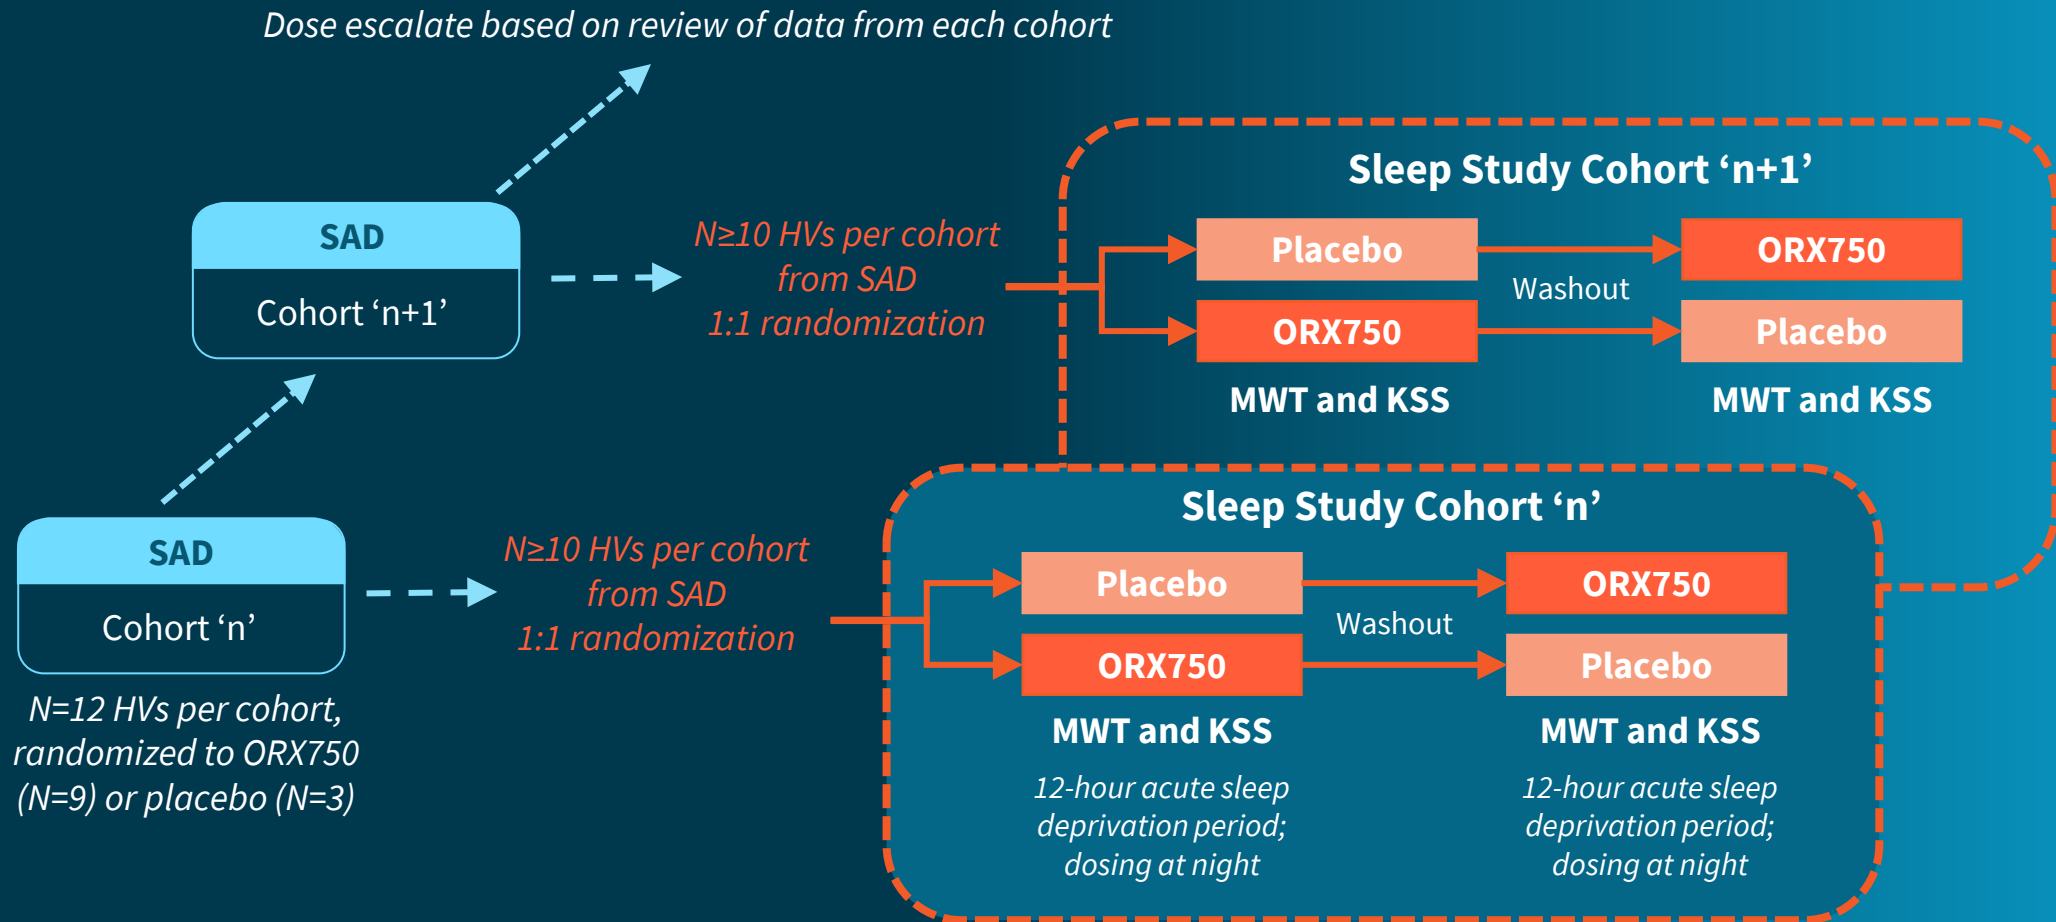 Dose escalate based on review of data from each cohort
SAD
Cohort ‘n+1’
N≥10 HVs per cohort
from SAD
1:1 randomization
Sleep Study Cohort ‘n+1’
Placebo
ORX750
Washout
ORX750
Placebo
MWT and KSS
MWT and KSS
SAD
Cohort ‘n’
N=12 HVs per cohort,
randomized to ORX750
(N=9) or placebo (N=3)
N≥10 HVs per cohort
from SAD
1:1 randomization
Sleep Study Cohort ‘n’
Placebo
ORX750
Washout
ORX750
Placebo
MWT and KSS
12-hour acute sleep
deprivation period;
dosing at night
MWT and KSS
12-hour acute sleep
deprivation period;
dosing at night